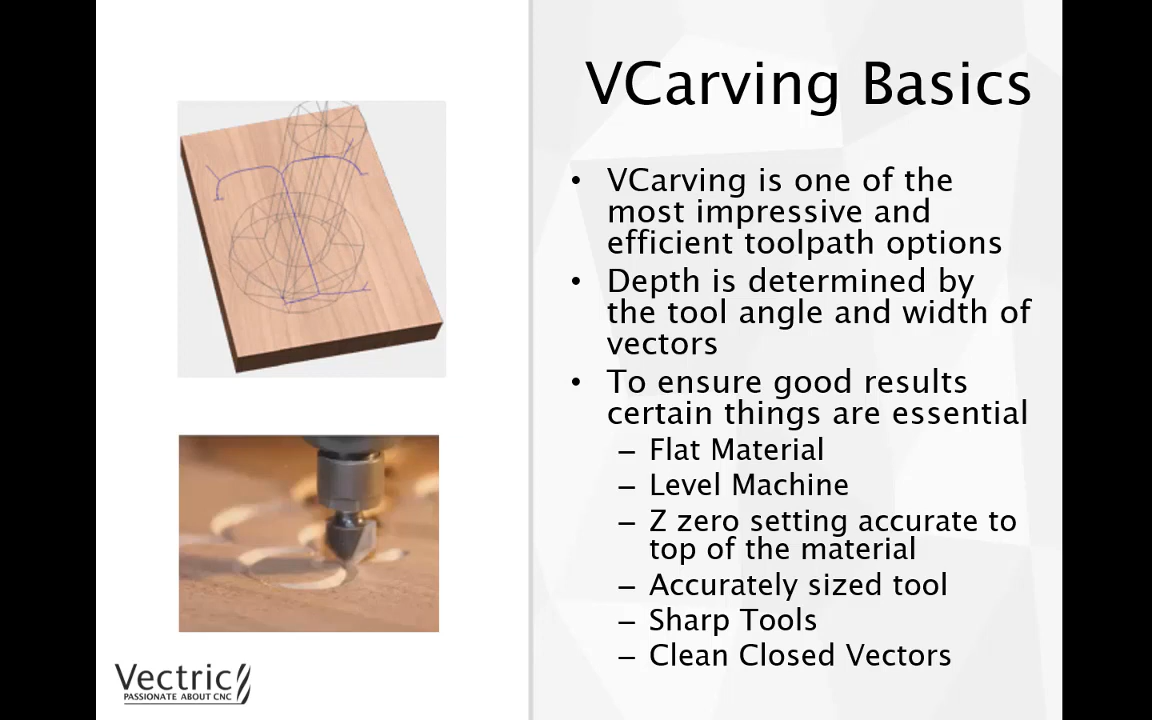 VCarving Basics
• VCarving is one of the
most impressive and
efficient toolpath options
• Depth is determined by
the tool angle and width of
vectors
• To ensure good results
certain things are essential
– Flat Material
– Level Machine
– Z zero setting accurate to
top of the material
– Accurately sized tool
– Sharp Tools
– Clean Closed Vectors
Vectric
PASSIONATE ABOUT CNC